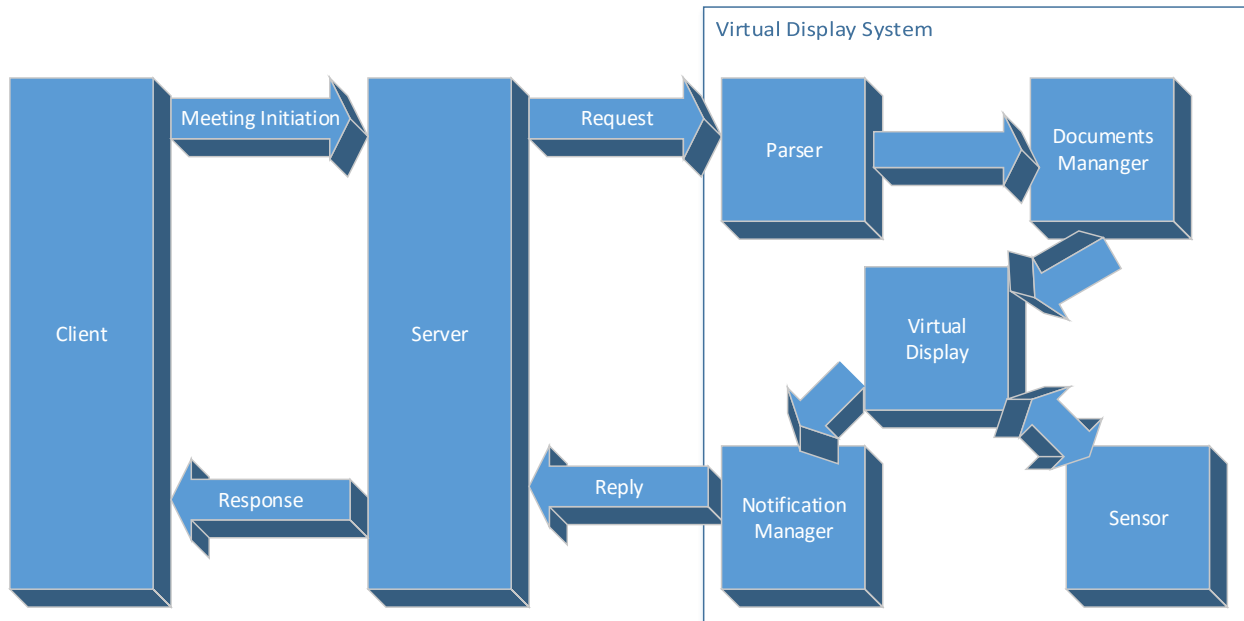 Virtual Display System
Meeting Initiation
Request
Parser
Documents
Mananger
Client
Server
Virtual
Display
Response
Reply
Notification
Manager
Sensor